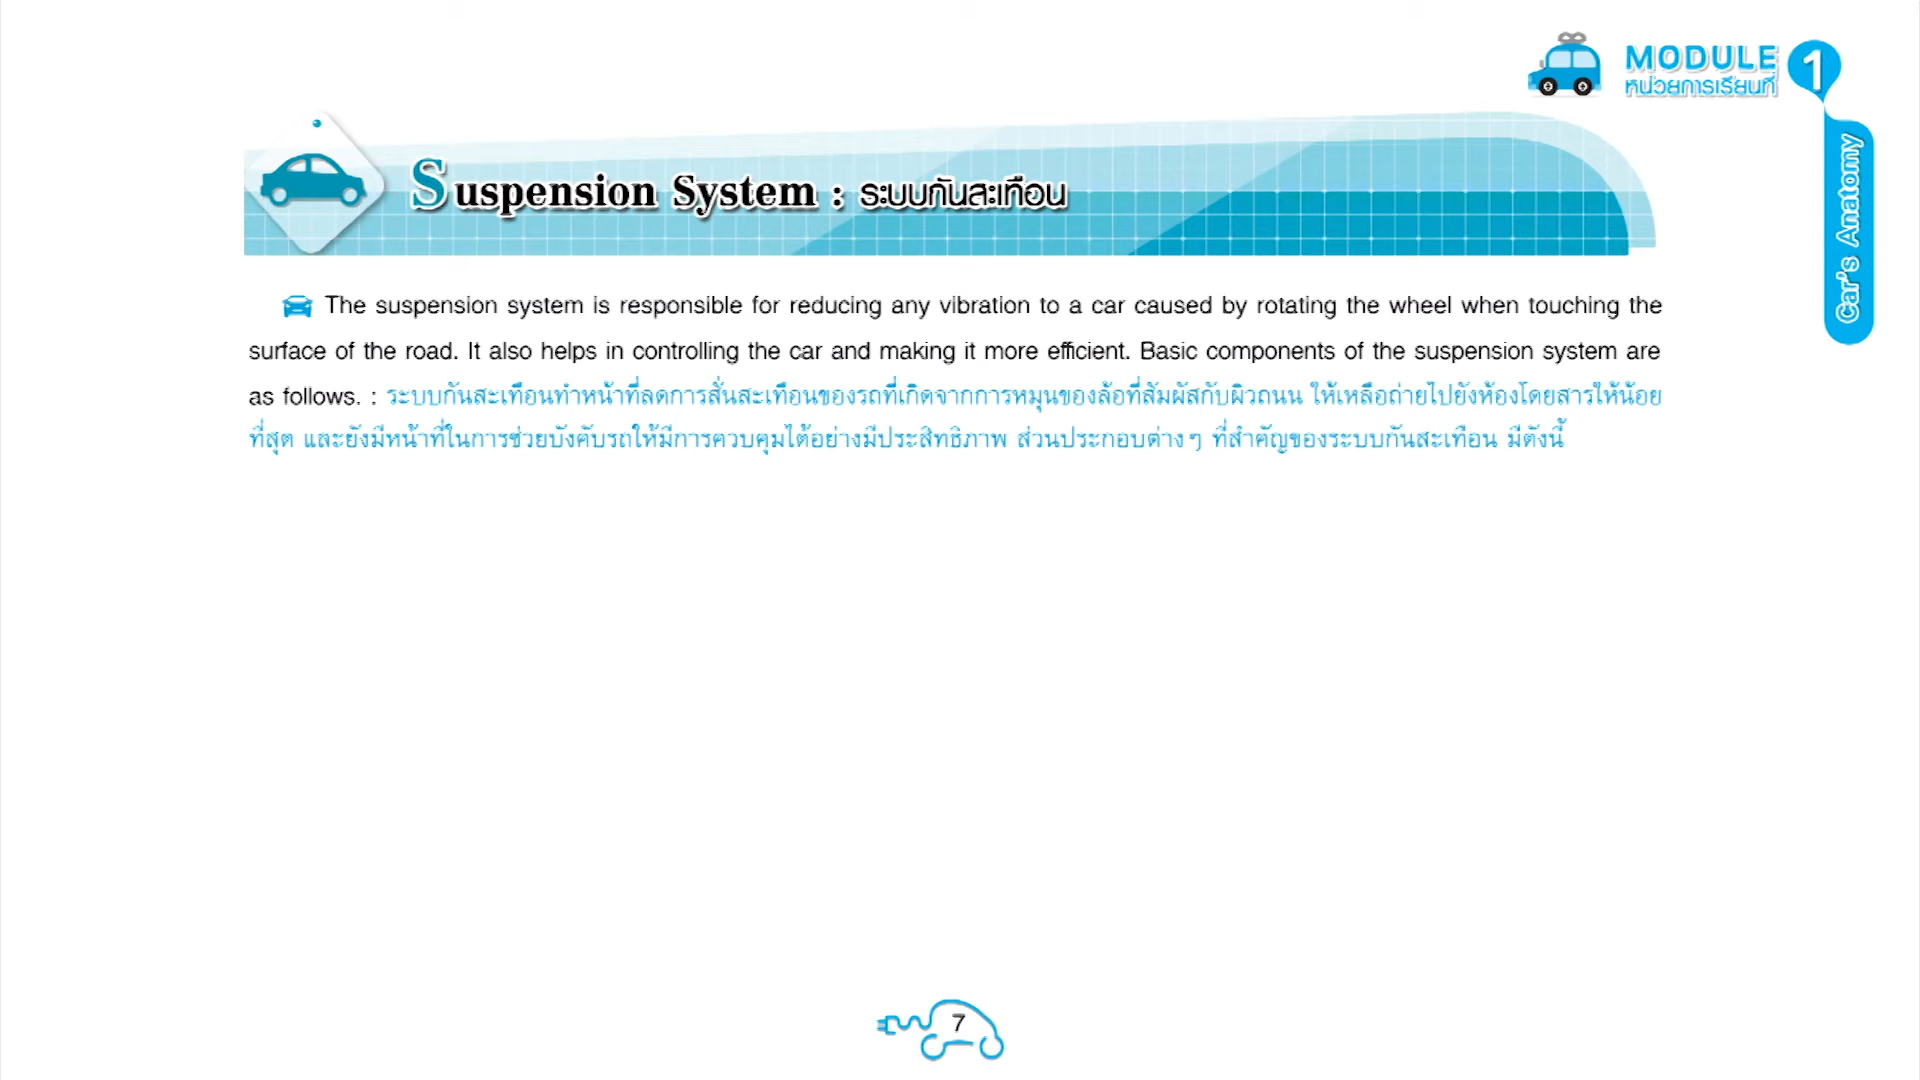 MODULE 1
หน่วยการเรียนที่
Car's Anatomy
Suspension System : ระบบกันสะเทือน
The suspension system is responsible for reducing any vibration to a car caused by rotating the wheel when touching the
surface of the road. It also helps in controlling the car and making it more efficient. Basic components of the suspension system are
as follows. : ระบบกันสะเทือนทำหน้าที่ลดการสั่นสะเทือนของรถที่เกิดจากการหมุนของล้อที่สัมผัสกับผิวถนน ให้เหลือถ่ายไปยังห้องโดยสารให้น้อย
ที่สุด และยังมีหน้าที่ในการช่วยบังคับรถให้มีการควบคุมได้อย่างมีประสิทธิภาพ ส่วนประกอบต่างๆ ที่สำคัญของระบบกันสะเทือน มีดังนี้
7